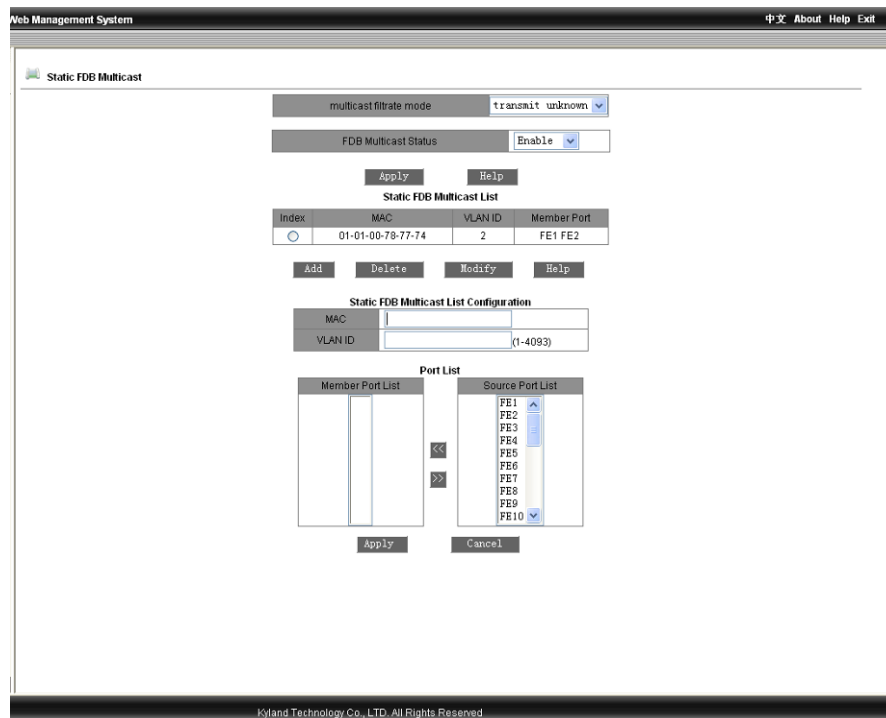 Web Management System 中文 About Help Exit
Static FDB Multicast
multicast filtrate mode transmit unknown
FDB Multicast Status Enable
Apply Help
Static FDB Multicast List
Index MAC VLAN ID Member Port
01-01-00-78-77-74 2 FE1 FE2
Add Delete Modify Help
Static FDB Multicast List Configuration
MAC
VLAN ID (1-4093)
Port List
Member Port List Source Port List
FE1
FE2
FE3
FE4
<< FE5
FE6
>> FE7
FE8
FE9
FE10
Apply Cancel
Kyland Technology Co., LTD. All Rights Reserved